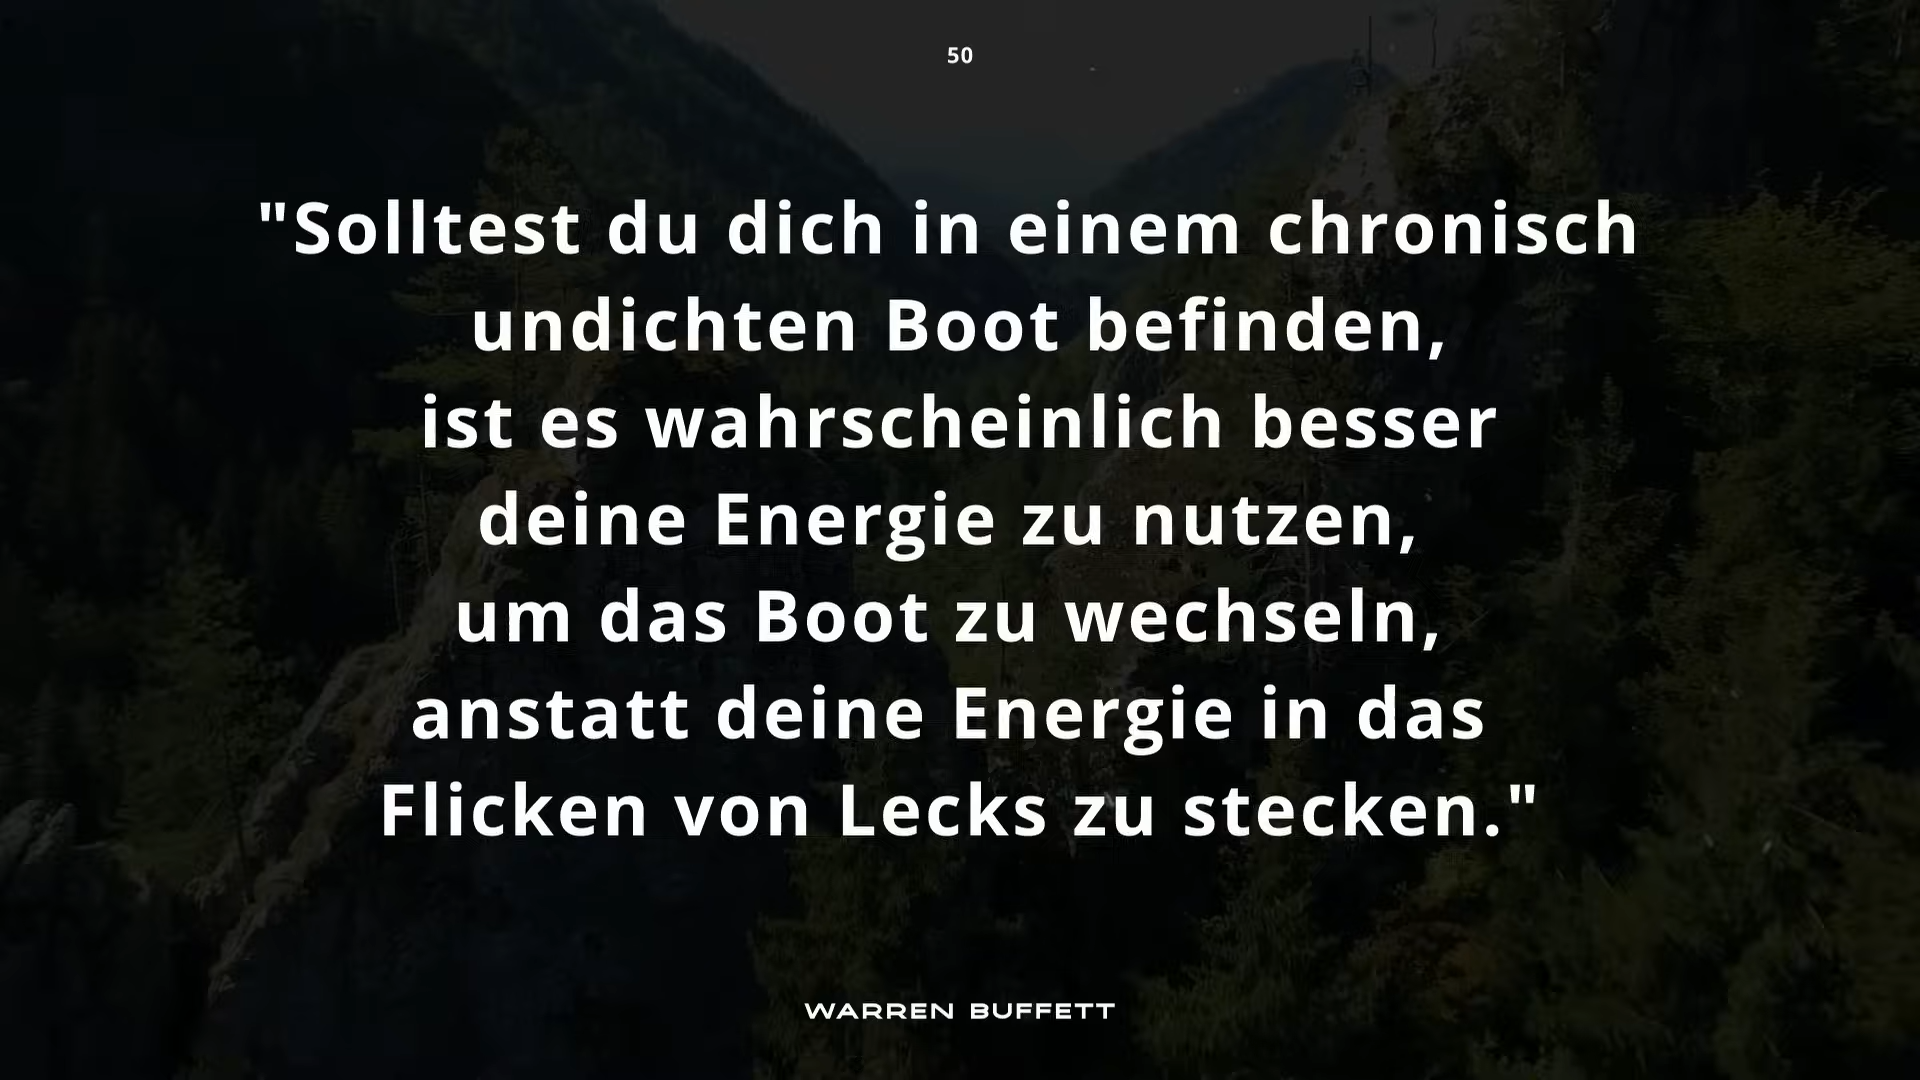 50
"Solltest du dich in einem chronisch
undichten Boot befinden,
ist es wahrscheinlich besser
deine Energie zu nutzen,
um das Boot zu wechseln,
anstatt deine Energie in das
Flicken von Lecks zu stecken."
WARREN BUFFETT